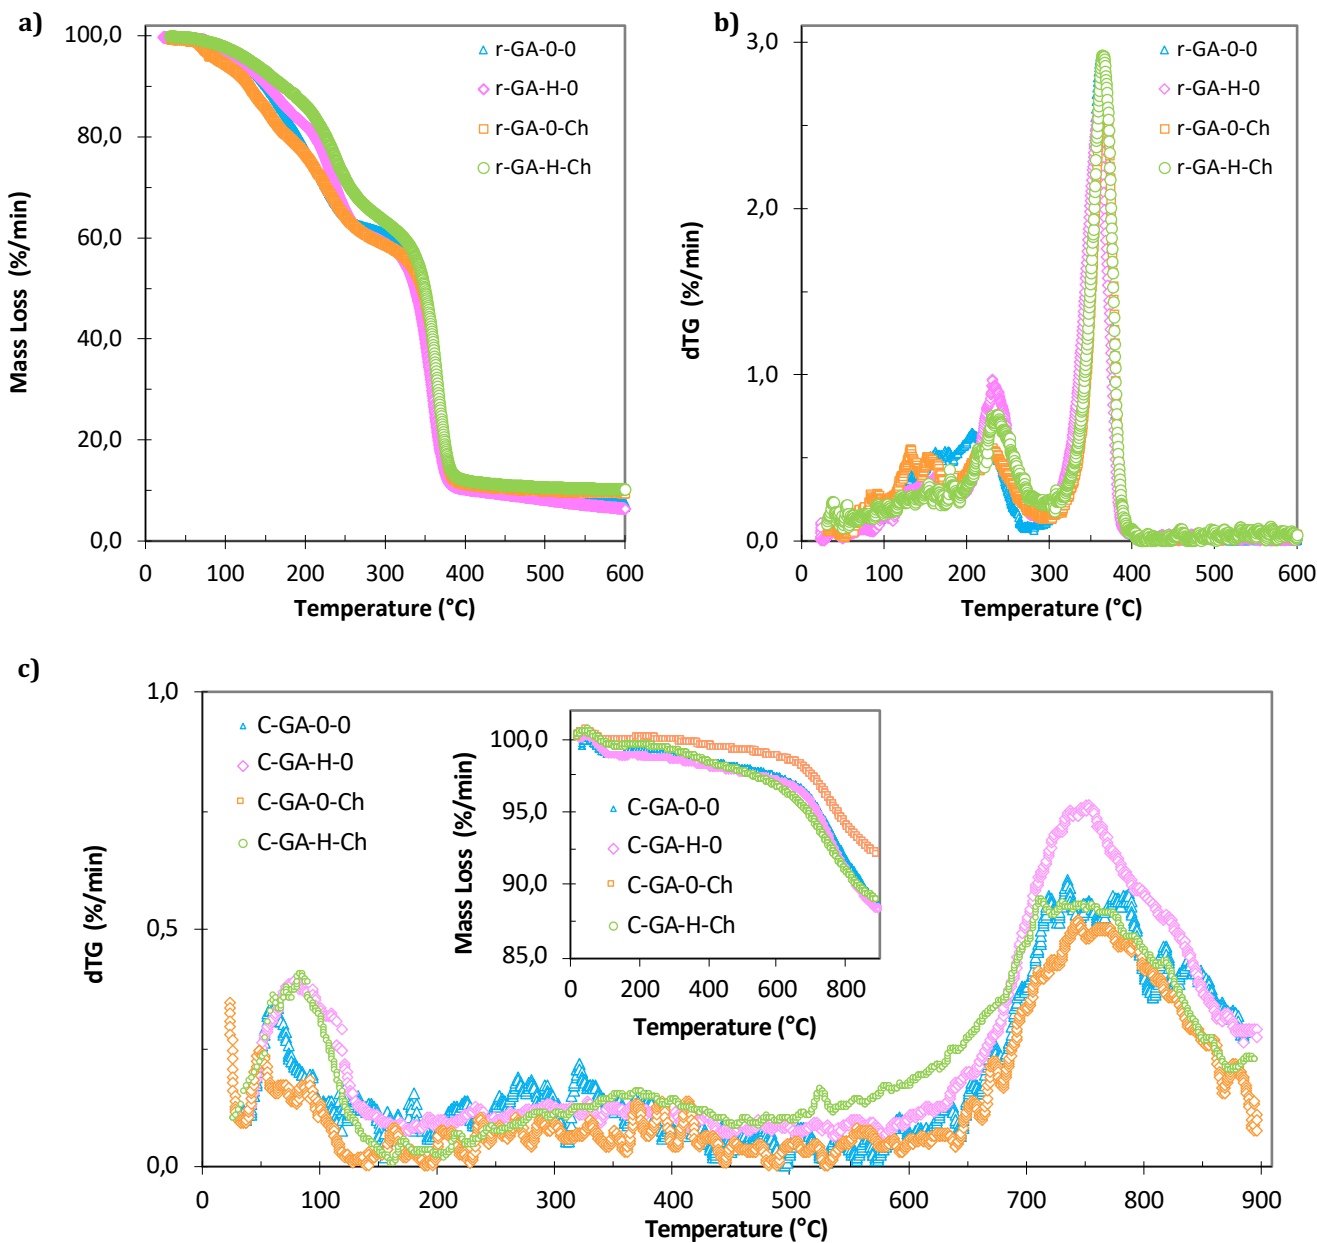 a)
100,0
80,0
60,0
40,0
20,0
0,0
Mass Loss (%/min)
0 100 200 300 400 500 600
Temperature (°C)
r-GA-0-0
r-GA-H-0
r-GA-0-Ch
r-GA-H-Ch
b)
3,0
2,0
1,0
0,0
dTG (%/min)
0 100 200 300 400 500 600
Temperature (°C)
r-GA-0-0
r-GA-H-0
r-GA-0-Ch
r-GA-H-Ch
c)
1,0
0,5
0,0
dTG (%/min)
0 100 200 300 400 500 600 700 800 900
Temperature (°C)
C-GA-0-0
C-GA-H-0
C-GA-0-Ch
C-GA-H-Ch
100,0
95,0
90,0
85,0
Mass Loss (%/min)
0 200 400 600 800
Temperature (°C)
C-GA-0-0
C-GA-H-0
C-GA-0-Ch
C-GA-H-Ch